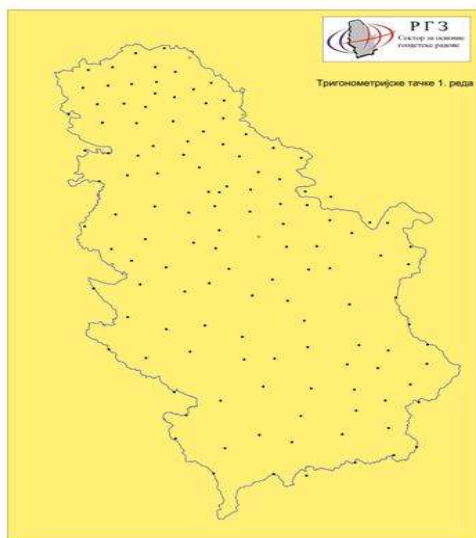 РГЗ
Сектор за основне
геодетске радове
Тригонометријске тачке 1. реда